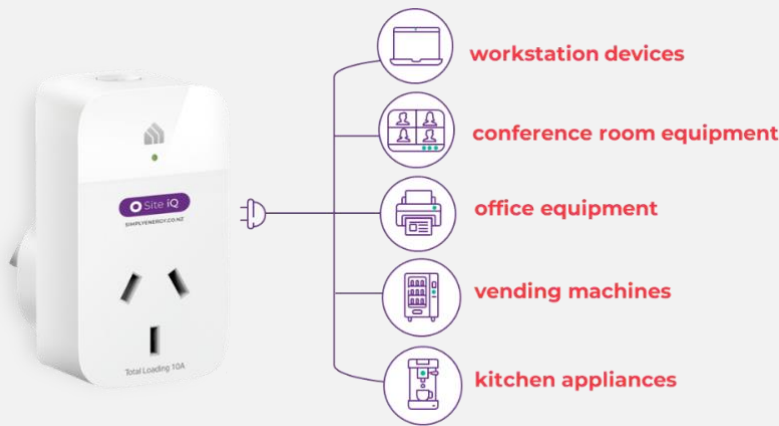 workstation devices
conference room equipment
office equipment
vending machines
kitchen appliances
Site iQ
SIMPLYENERGY.CO.NZ
Total Loading 10A